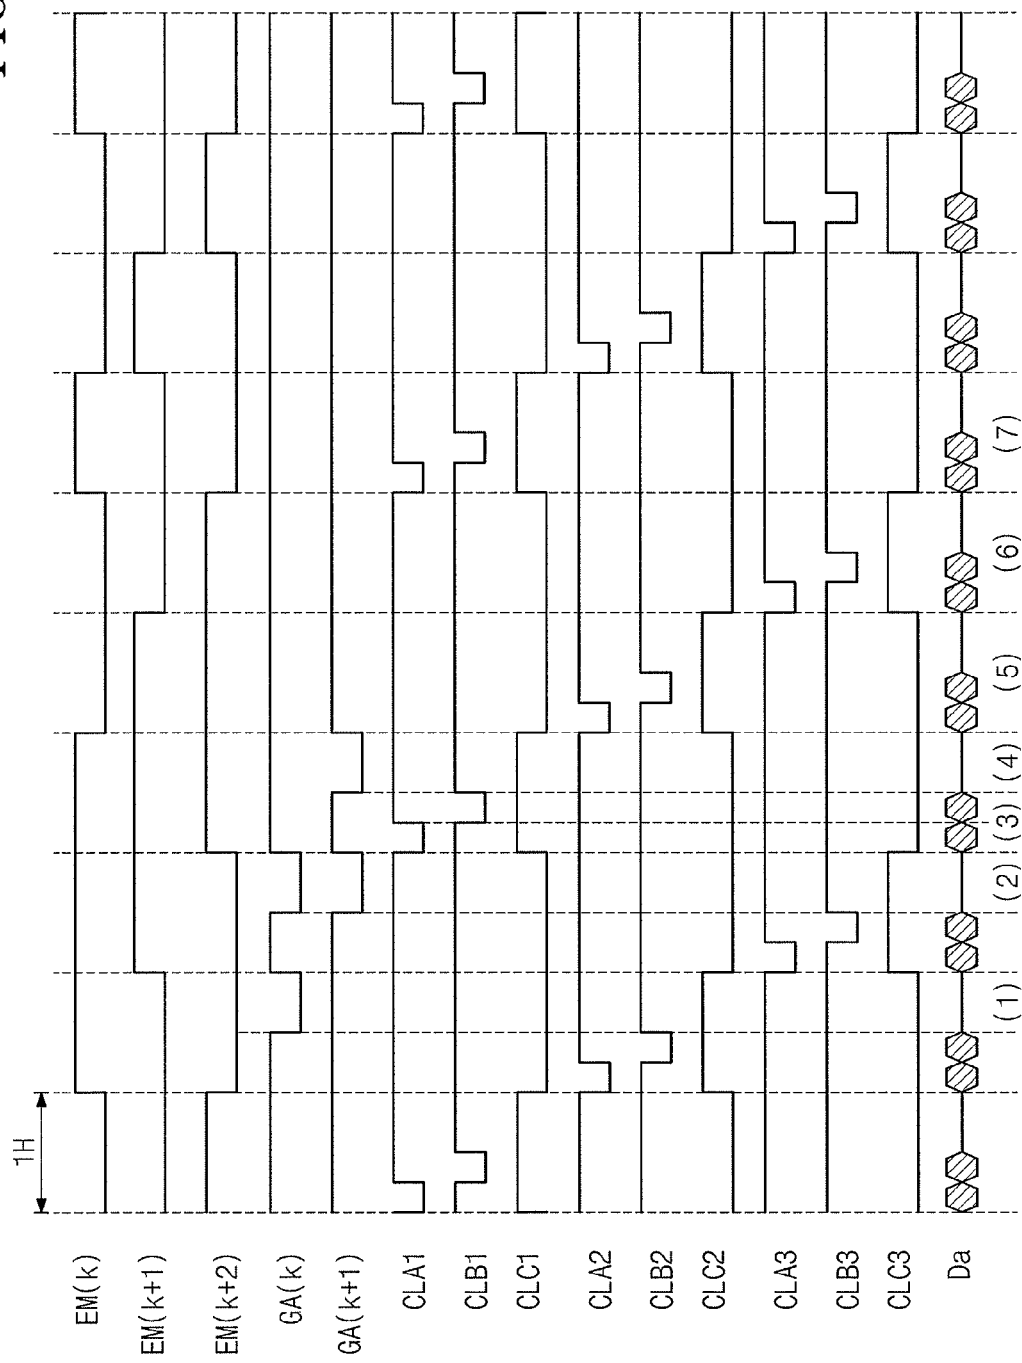 1H
EM(k)
EM(k+1)
EM(k+2)
GA(k)
GA(k+1)
CLA1
CLB1
CLC1
CLA2
CLB2
CLC2
CLA3
CLB3
CLC3
Da
(1)
(2)
(3)
(4)
(5)
(6)
(7)